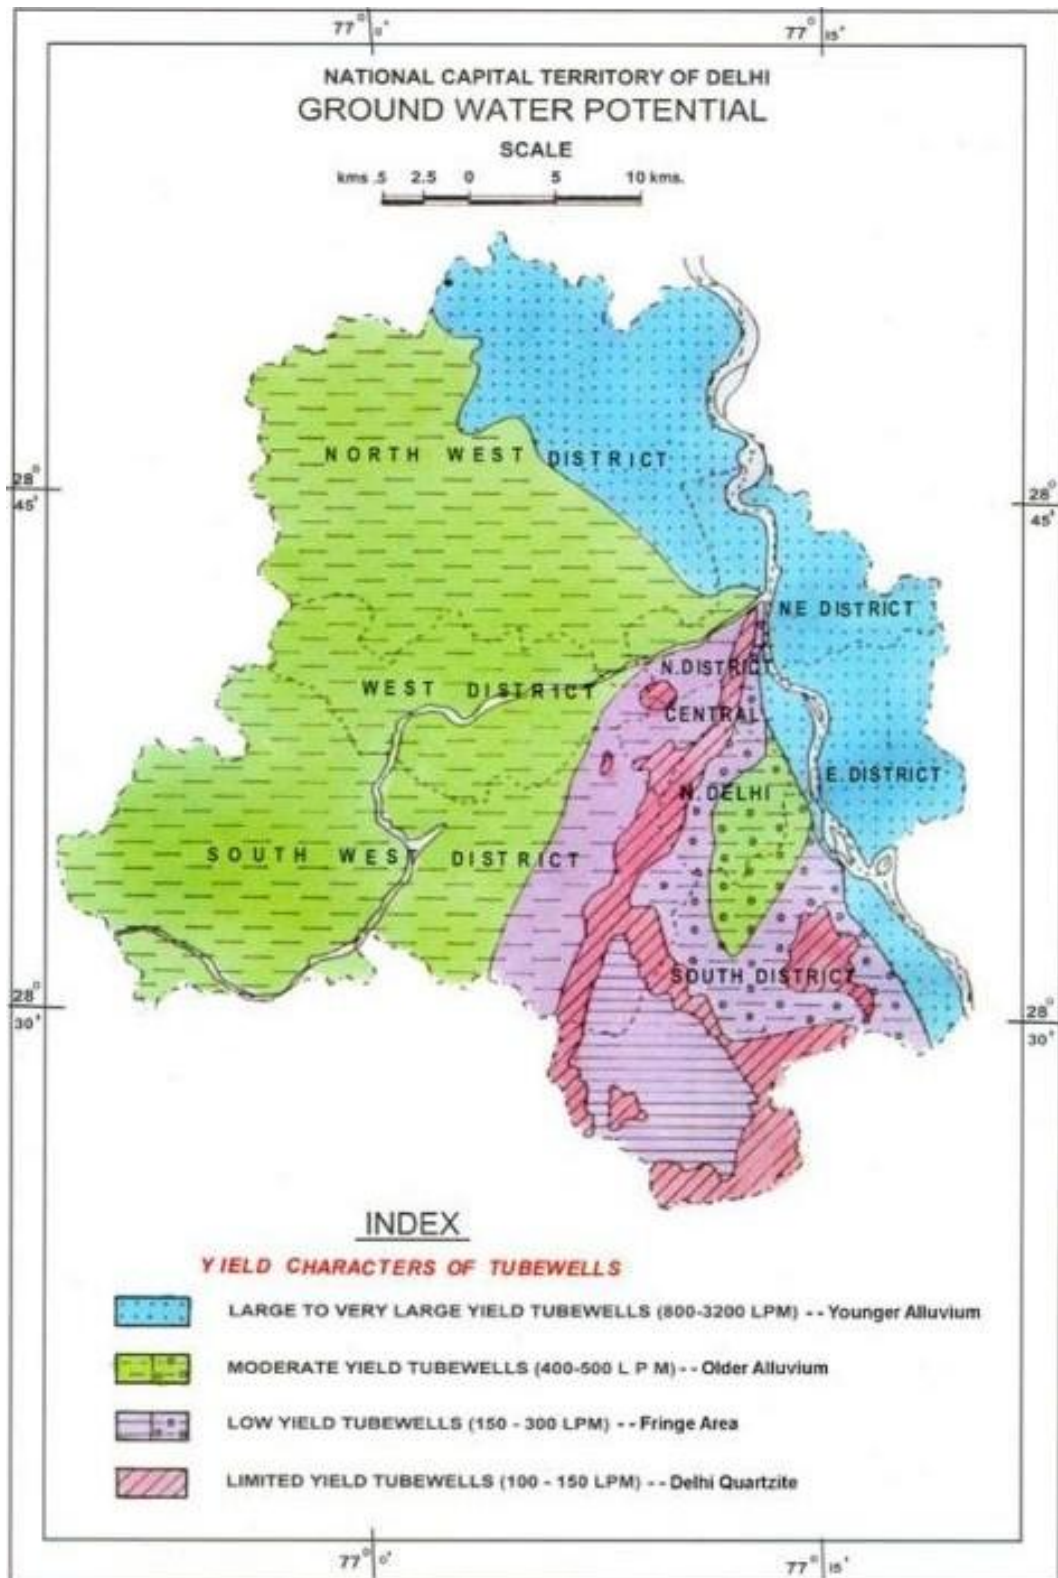 77° 0' 77° 15'
NATIONAL CAPITAL TERRITORY OF DELHI
GROUND WATER POTENTIAL
SCALE
kms .5 2.5 0 5 10 kms.
NORTH WEST DISTRICT
28° 45' 28° 45'
NE DISTRICT
N. DISTRICT
WEST DISTRICT
CENTRAL
E. DISTRICT
N. DELHI
SOUTH WEST DISTRICT
SOUTH DISTRICT
28° 30' 28° 30'
INDEX
YIELD CHARACTERS OF TUBEWELLS
LARGE TO VERY LARGE YIELD TUBEWELLS (800-3200 LPM) -- Younger Alluvium
MODERATE YIELD TUBEWELLS (400-500 L P M) -- Older Alluvium
LOW YIELD TUBEWELLS (150 - 300 LPM) -- Fringe Area
LIMITED YIELD TUBEWELLS (100 - 150 LPM) -- Delhi Quartzite
77° 0' 77° 15'